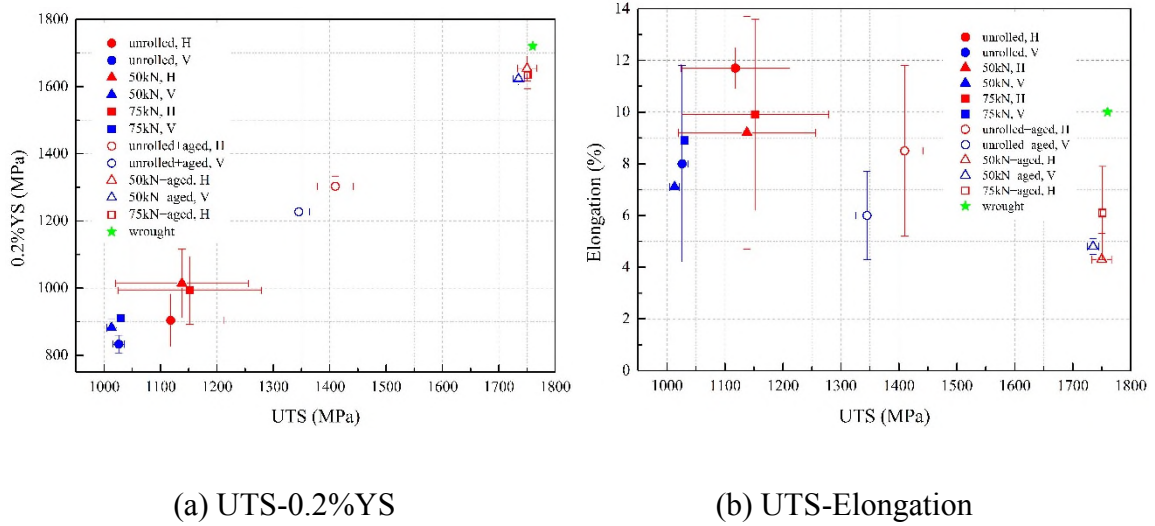 1800
1600
1400
1200
1000
800
0.2%YS (MPa)
unrolled, H
unrolled, V
50kN, H
50kN, V
75kN, H
75kN, V
unrolled+aged, H
unrolled+aged, V
50kN-aged, H
50kN aged, V
75kN-aged, H
wrought
1000 1100 1200 1300 1400 1500 1600 1700 1800
UTS (MPa)
14
12
10
8
6
4
2
0
Elongation (%)
unrolled, H
unrolled, V
50kN, H
50kN, V
75kN, H
75kN, V
unrolled-aged, H
unrolled aged, V
50kN-aged, H
50kN aged, V
75kN-aged, H
wrought
1000 1100 1200 1300 1400 1500 1600 1700 1800
UTS (MPa)
(a) UTS-0.2%YS
(b) UTS-Elongation